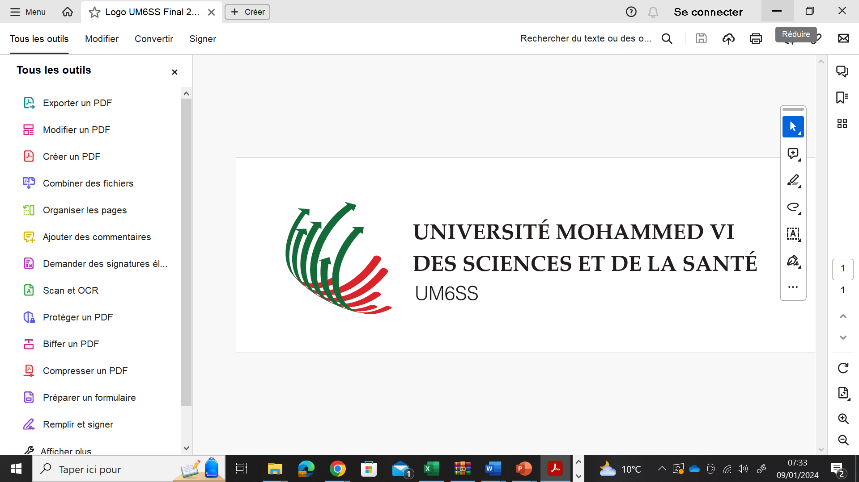 Menu
Logo UM6SS Final 2...
Créer
Se connecter
Tous les outils
Modifier
Convertir
Signer
Rechercher du texte ou des o...
Réduire
Tous les outils
Exporter un PDF
Modifier un PDF
Créer un PDF
Combiner des fichiers
Organiser les pages
Ajouter des commentaires
Demander des signatures él...
Scan et OCR
Protéger un PDF
Biffer un PDF
Compresser un PDF
Préparer un formulaire
Remplir et signer
Afficher plus
UNIVERSITÉ MOHAMMED VI
DES SCIENCES ET DE LA SANTÉ
UM6SS
1
1
Taper ici pour
1
10°C
07:33
09/01/2024
2